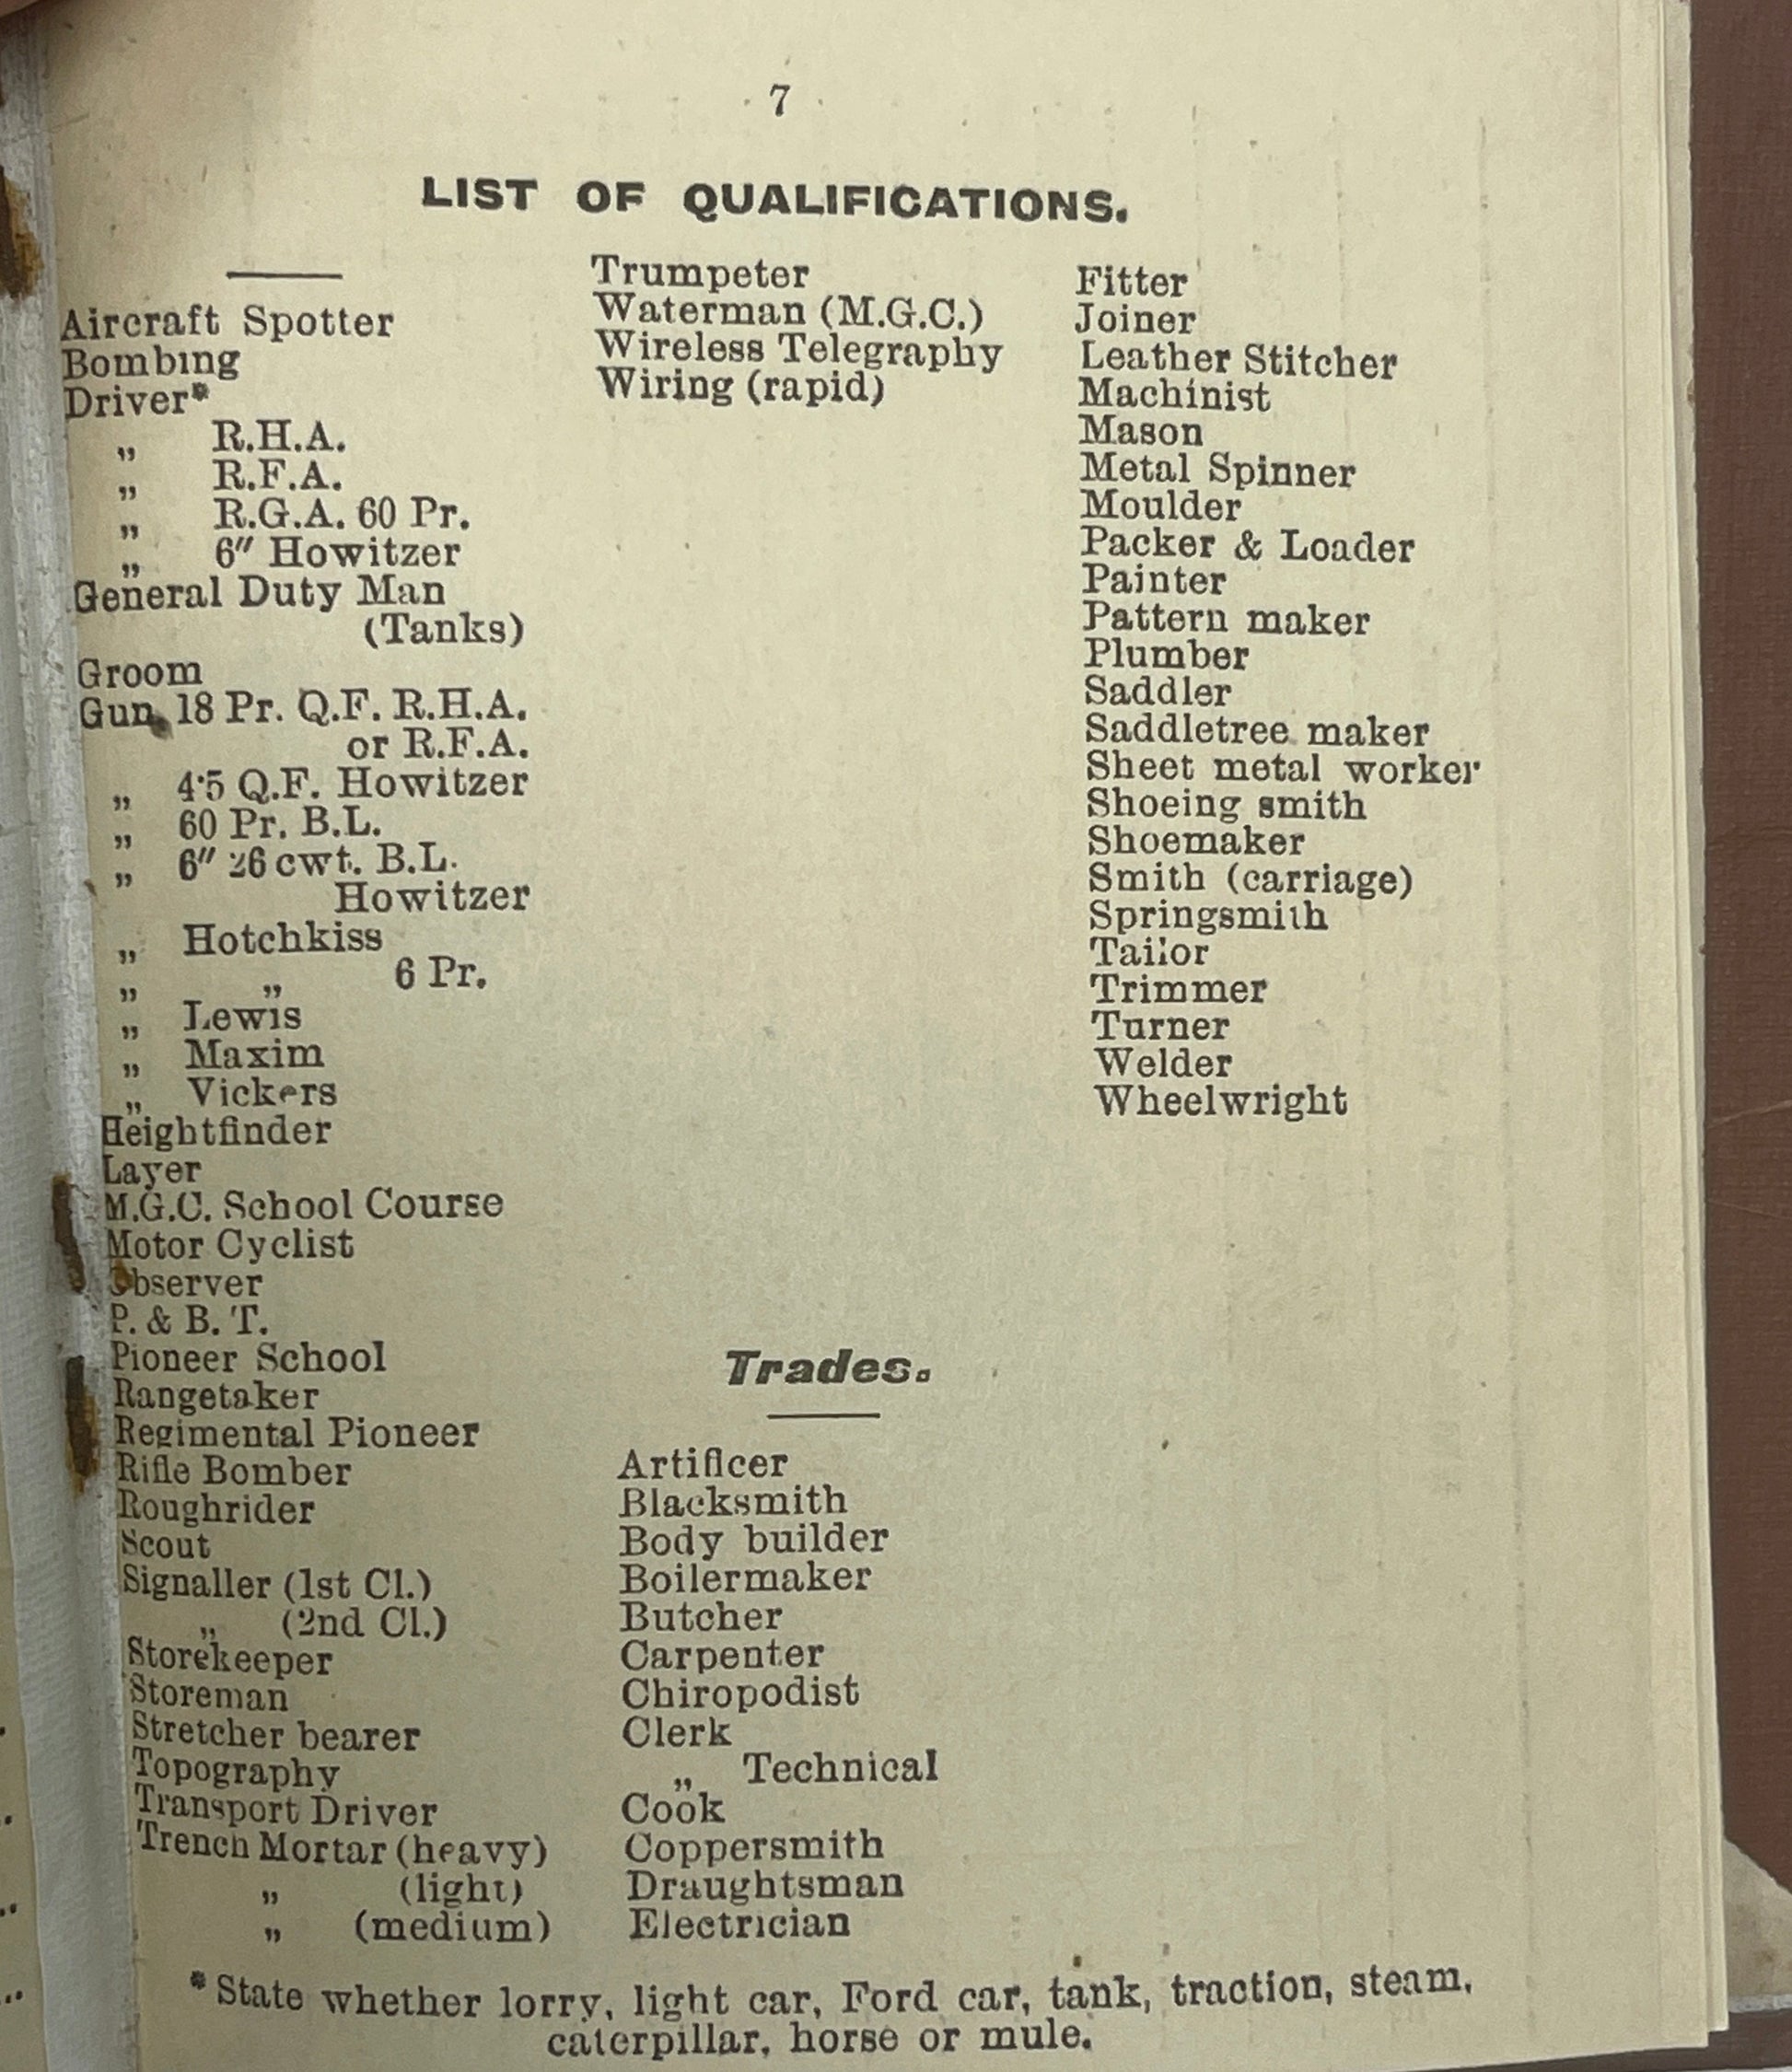 7
LIST OF QUALIFICATIONS.
Aircraft Spotter
Bombing
Driver*
„ R.H.A.
„ R.F.A.
„ R.G.A. 60 Pr.
„ 6″ Howitzer
General Duty Man
(Tanks)
Groom
Gun 18 Pr. Q.F. R.H.A.
or R.F.A.
„ 4·5 Q.F. Howitzer
„ 60 Pr. B.L.
„ 6″ 26 cwt. B.L.
Howitzer
„ Hotchkiss
„ „ 6 Pr.
„ Lewis
„ Maxim
„ Vickers
Heightfinder
Layer
M.G.C. School Course
Motor Cyclist
Observer
P. & B. T.
Pioneer School
Rangetaker
Regimental Pioneer
Rifle Bomber
Roughrider
Scout
Signaller (1st Cl.)
„ (2nd Cl.)
Storekeeper
Storeman
Stretcher bearer
Topography
Transport Driver
Trench Mortar (heavy)
„ (light)
„ (medium)
Trumpeter
Waterman (M.G.C.)
Wireless Telegraphy
Wiring (rapid)
Trades.
Artificer
Blacksmith
Body builder
Boilermaker
Butcher
Carpenter
Chiropodist
Clerk
„ Technical
Cook
Coppersmith
Draughtsman
Electrician
Fitter
Joiner
Leather Stitcher
Machinist
Mason
Metal Spinner
Moulder
Packer & Loader
Painter
Pattern maker
Plumber
Saddler
Saddletree maker
Sheet metal worker
Shoeing smith
Shoemaker
Smith (carriage)
Springsmith
Tailor
Trimmer
Turner
Welder
Wheelwright
* State whether lorry, light car, Ford car, tank, traction, steam,
caterpillar, horse or mule.